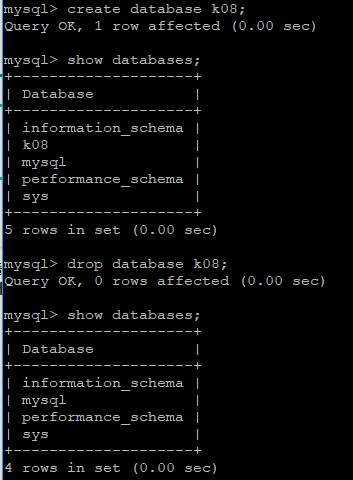 mysql> create database k08;
Query OK, 1 row affected (0.00 sec)
mysql> show databases;
+--------------------+
| Database           |
+--------------------+
| information_schema |
| k08                |
| mysql              |
| performance_schema |
| sys                |
+--------------------+
5 rows in set (0.00 sec)
mysql> drop database k08;
Query OK, 0 rows affected (0.00 sec)
mysql> show databases;
+--------------------+
| Database           |
+--------------------+
| information_schema |
| mysql              |
| performance_schema |
| sys                |
+--------------------+
4 rows in set (0.00 sec)